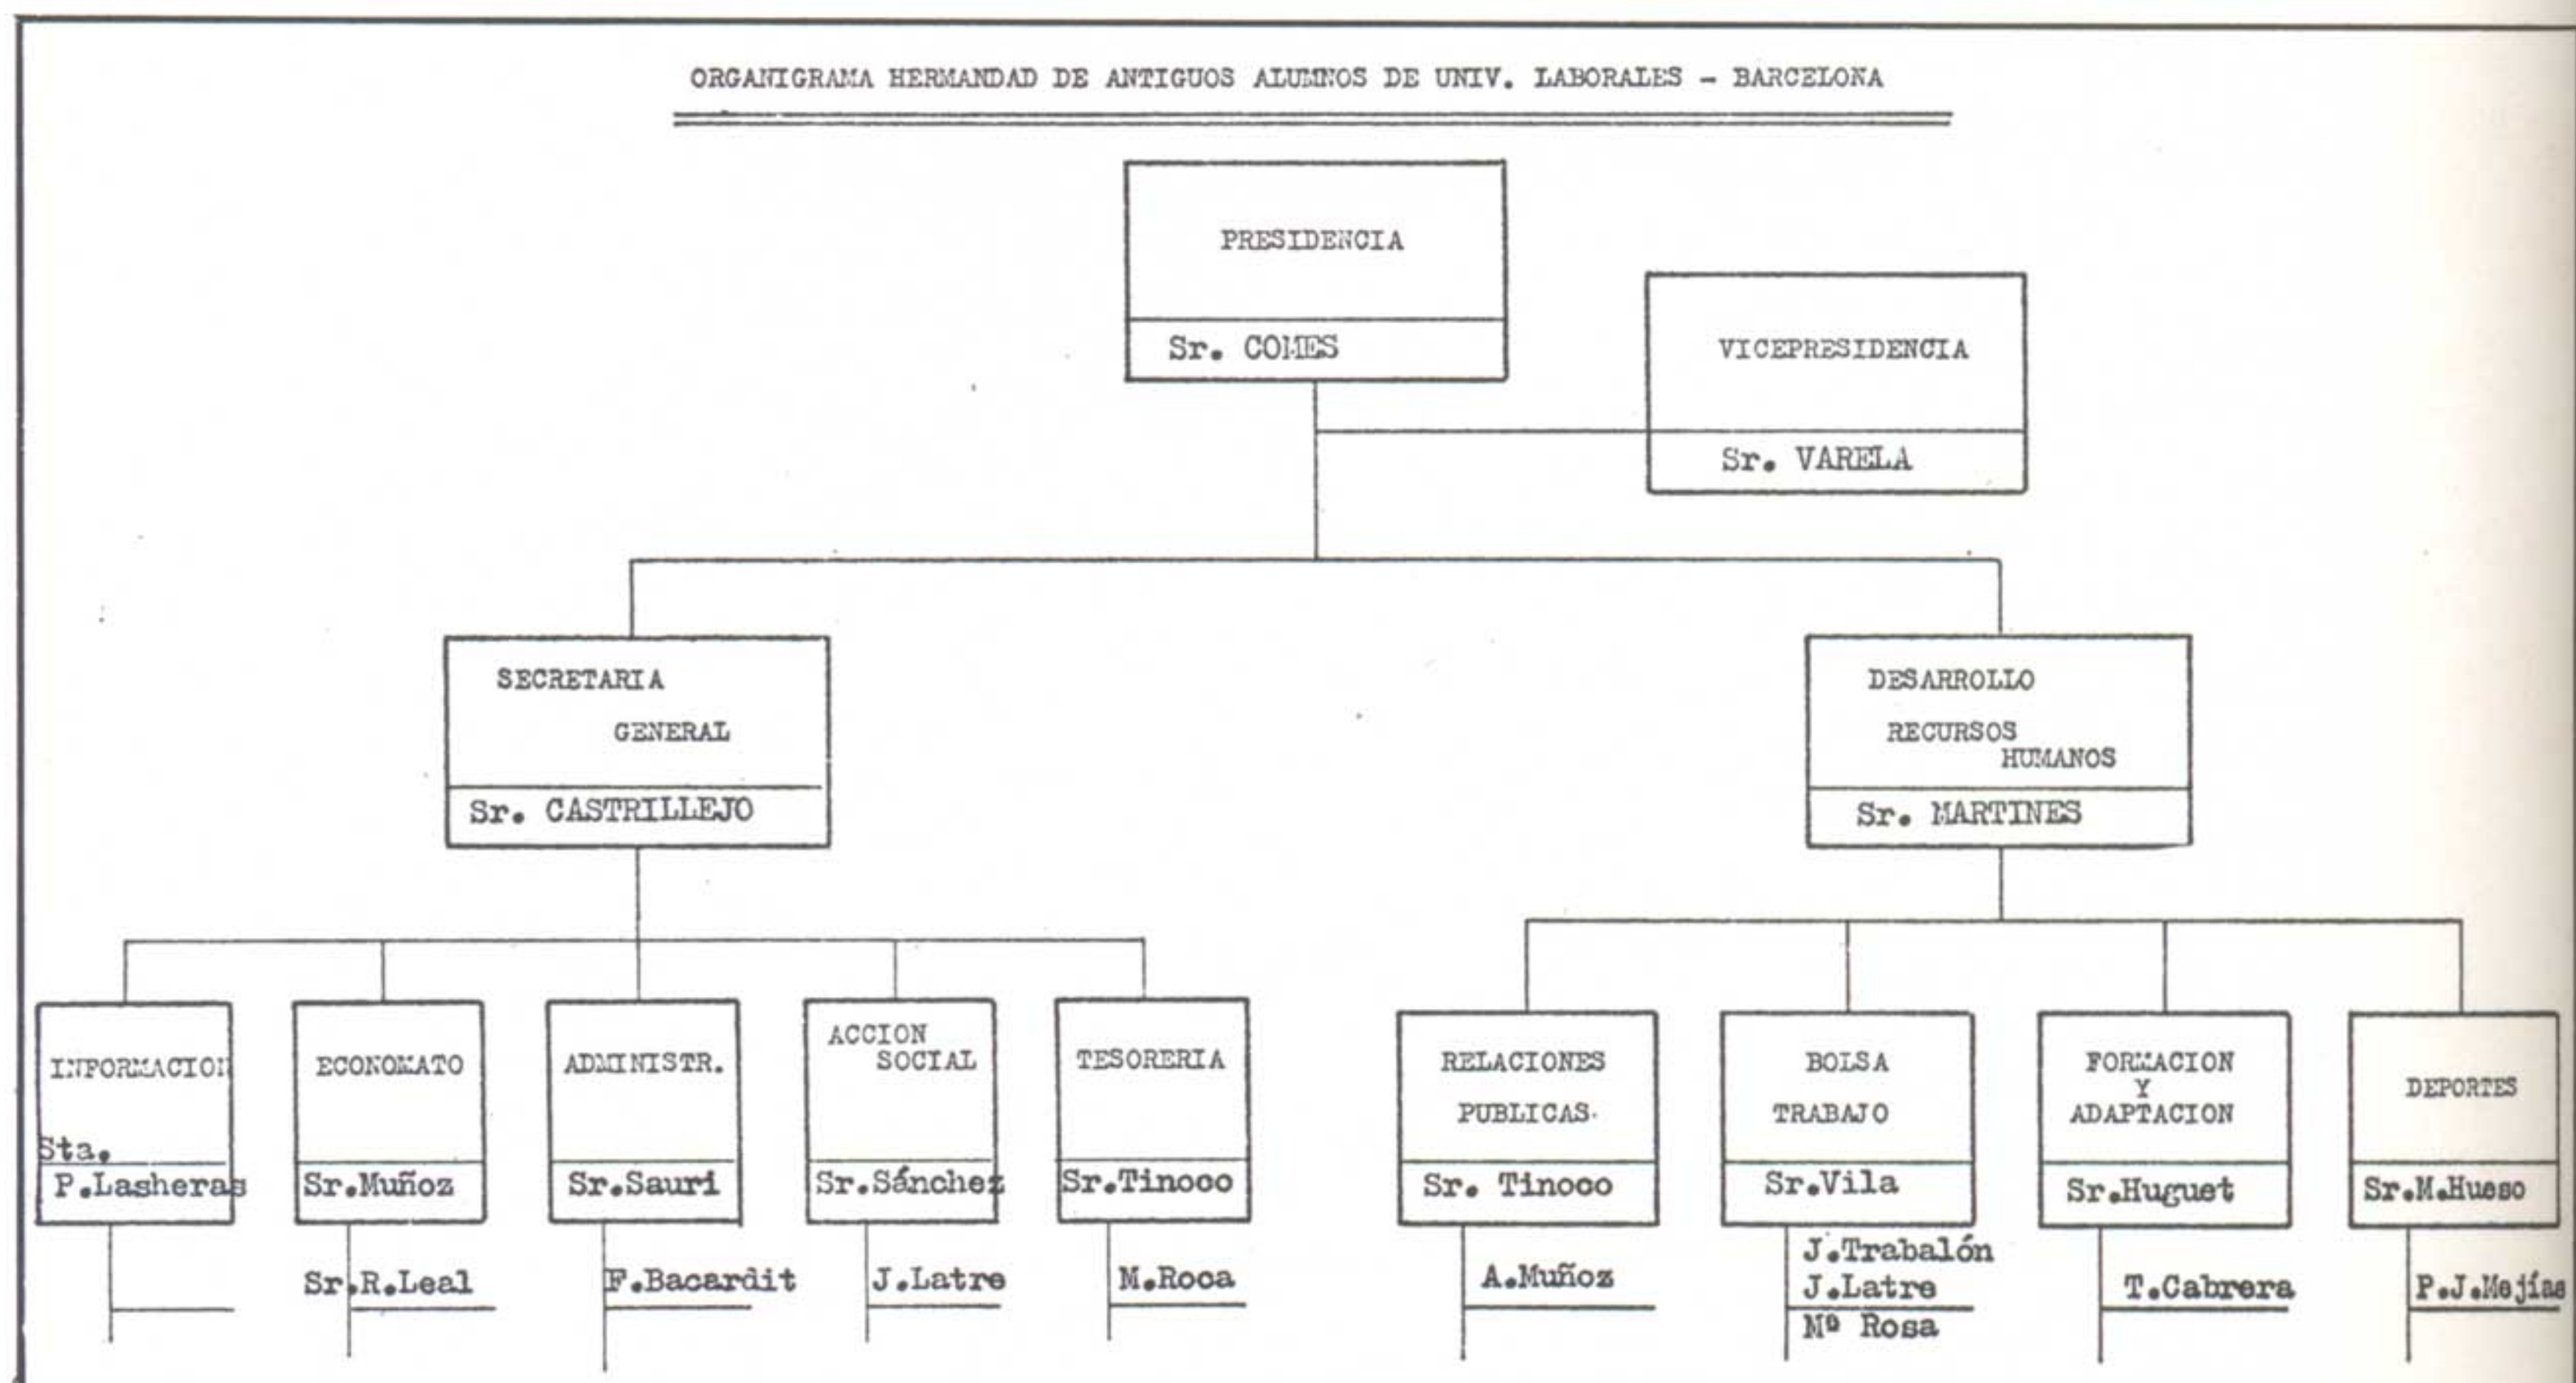 ORGANIGRAMA HERMANDAD DE ANTIGUOS ALUMNOS DE UNIV. LABORALES - BARCELONA
PRESIDENCIA
Sr. COMES
VICEPRESIDENCIA
Sr. VARELA
SECRETARIA
GENERAL
Sr. CASTRILLEJO
DESARROLLO
RECURSOS
HUMANOS
Sr. MARTINES
INFORMACION
Sta.
P.Lasheras
ECONOMATO
Sr.Muñoz
Sr.R.Leal
ADMINISTR.
Sr.Sauri
F.Bacardit
ACCION
SOCIAL
Sr.Sánchez
J.Latre
TESORERIA
Sr.Tinoco
M.Roca
RELACIONES
PUBLICAS.
Sr. Tinoco
A.Muñoz
BOLSA
TRABAJO
Sr.Vila
J.Trabalón
J.Latre
Mª Rosa
FORMACION
Y
ADAPTACION
Sr.Huguet
T.Cabrera
DEPORTES
Sr.M.Hueso
P.J.Mejías